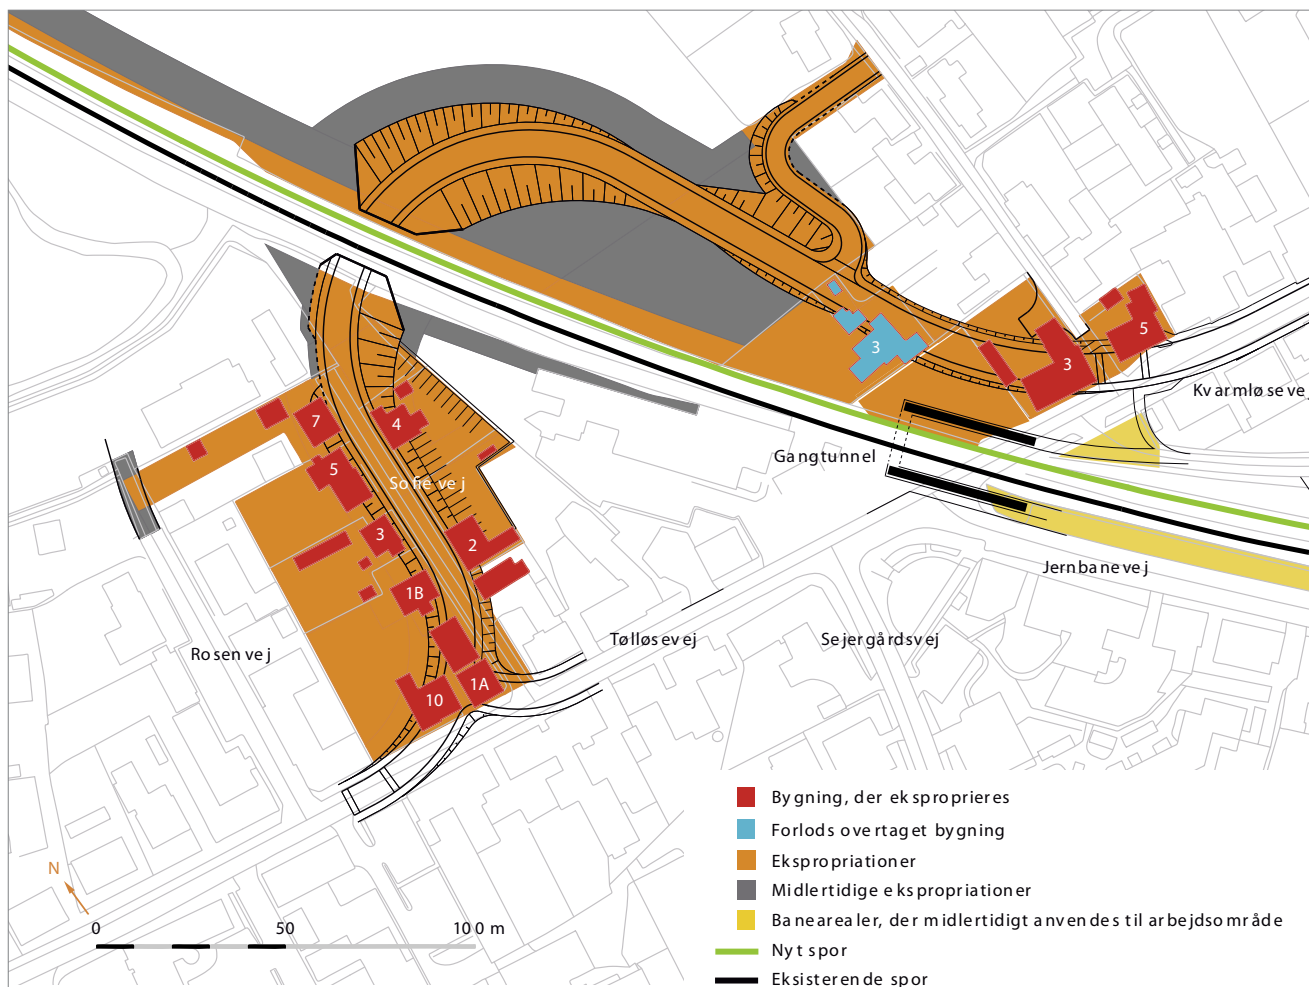 3
5
3
Kvarmløsevej
7
4
Gangtunnel
5
Sofievej
3
2
Jernbanevej
1B
Tølløsevej
Sejergårdsvej
Rosenvej
1A
10
Bygning, der eksproprieres
Forlods overtaget bygning
Ekspropriationer
N
Midlertidige ekspropriationer
Banearealer, der midlertidigt anvendes til arbejdsområde
0 50 100 m
Nyt spor
Eksisterende spor